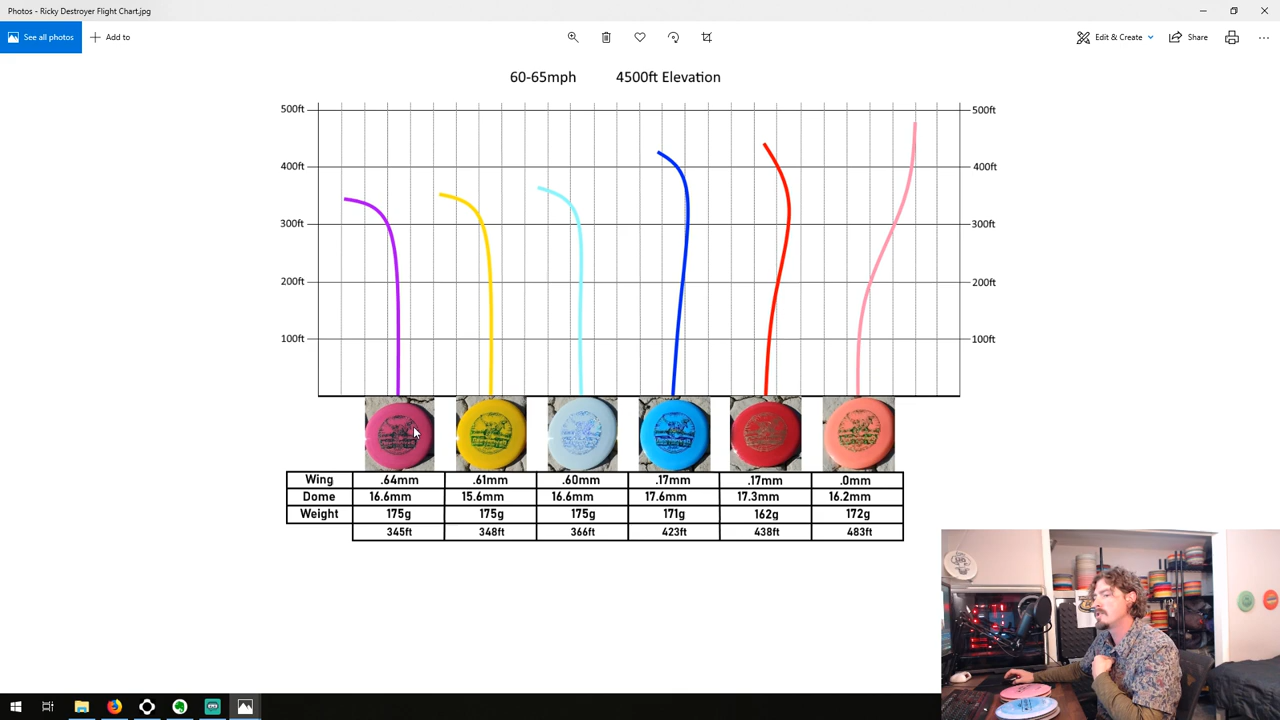 Photos - Ricky Destroyer Flight Chart.jpg
See all photos
Add to
Edit & Create
Share
60-65mph 4500ft Elevation
500ft 500ft
400ft 400ft
300ft 300ft
200ft 200ft
100ft 100ft
Wing .64mm .61mm .60mm .17mm .17mm .0mm
Dome 16.6mm 15.6mm 16.6mm 17.6mm 17.3mm 16.2mm
Weight 175g 175g 175g 171g 162g 172g
345ft 348ft 366ft 423ft 438ft 483ft